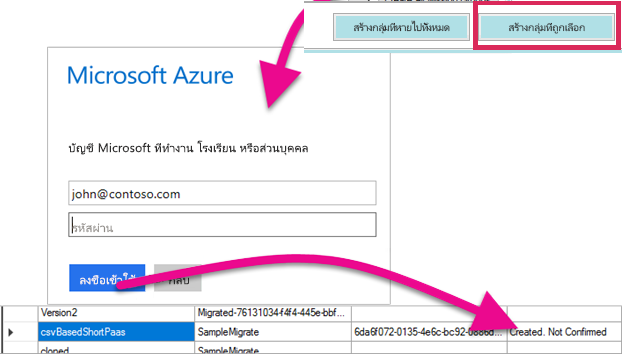 สร้างกลุ่มที่หายไปทั้งหมด
สร้างกลุ่มที่ถูกเลือก
Microsoft Azure
บัญชี Microsoft ที่ทำงาน โรงเรียน หรือส่วนบุคคล
john@contoso.com
รหัสผ่าน
ลงชื่อเข้าใช้
กลับ
Version2 Migrated-76131034-f4f4-445e-bbf...
csvBasedShortPaas SampleMigrate 6da6f072-0135-4e6c-bc92-b886d... Created. Not Confirmed
cloned SampleMigrate